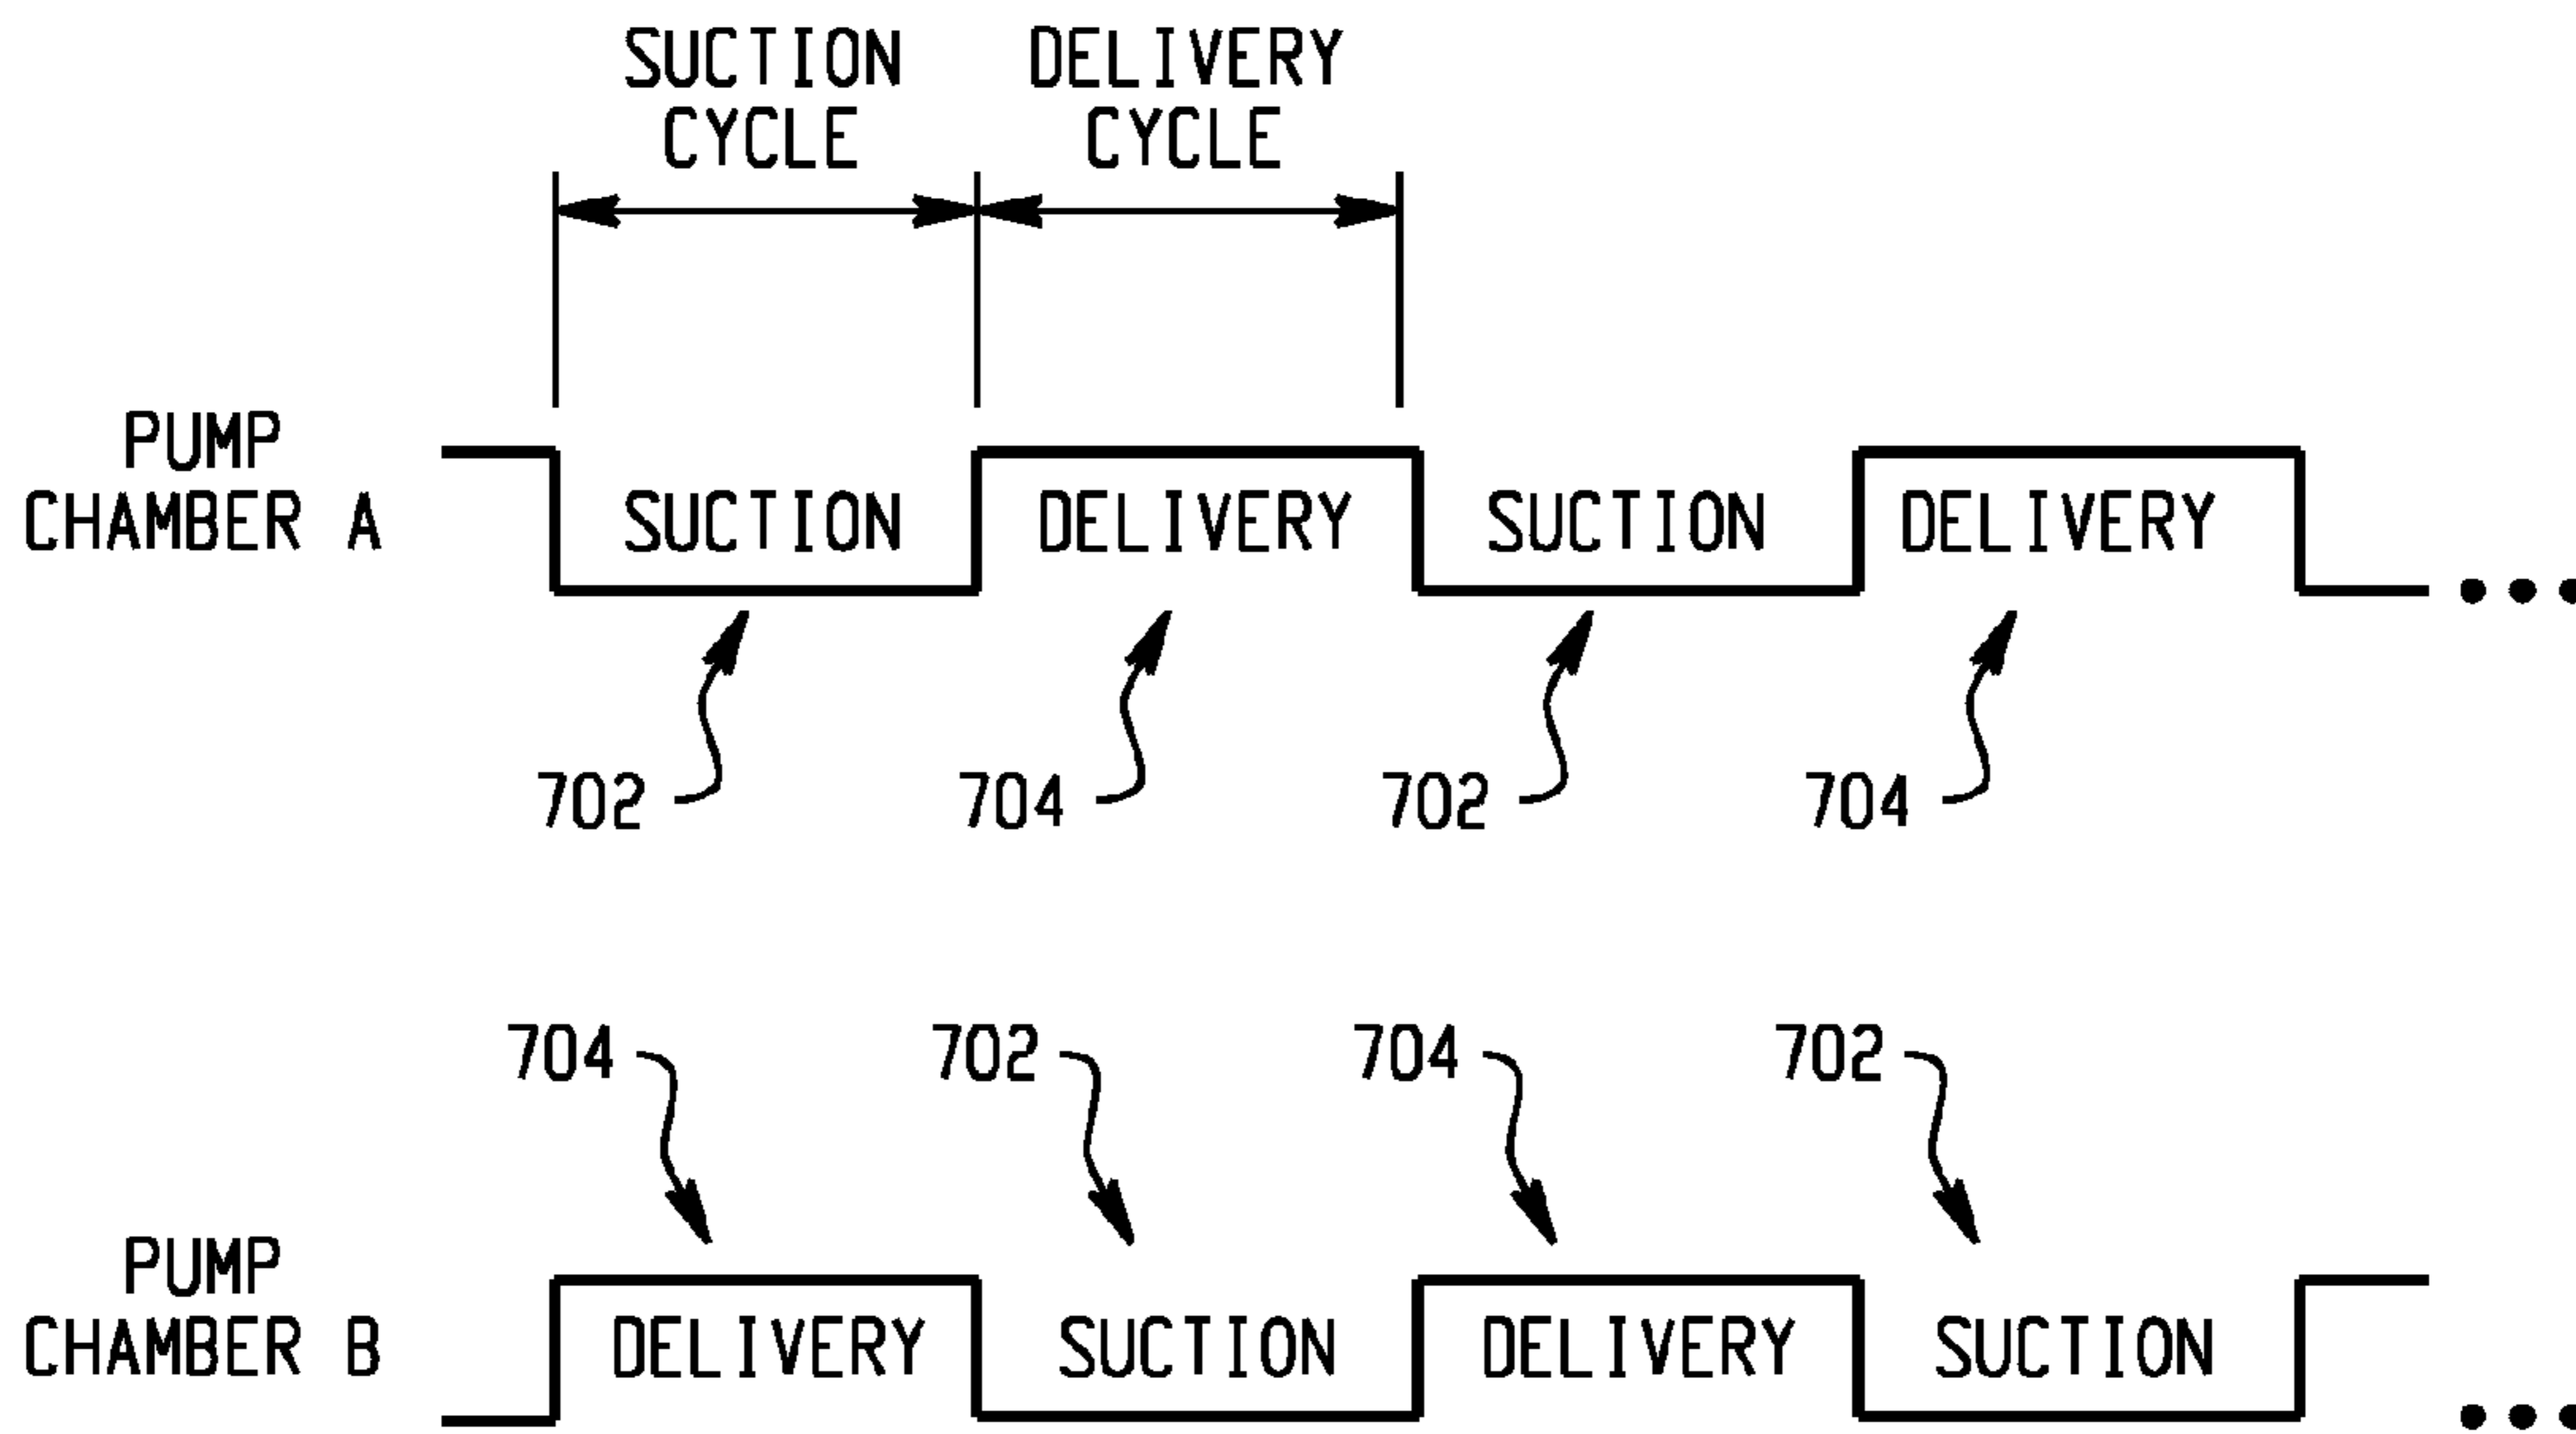 SUCTION
CYCLE
DELIVERY
CYCLE
PUMP
CHAMBER A
SUCTION
DELIVERY
SUCTION
DELIVERY
702
704
702
704
704
702
704
702
PUMP
CHAMBER B
DELIVERY
SUCTION
DELIVERY
SUCTION